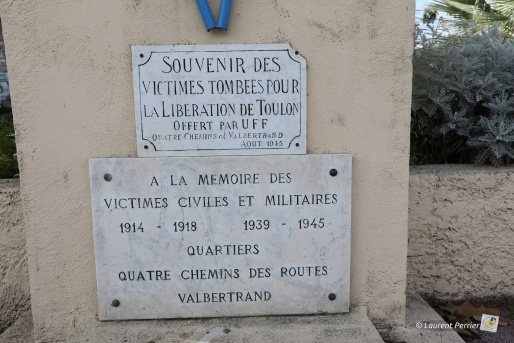 SOUVENIR DES
VICTIMES TOMBÉES POUR
LA LIBERATION DE TOULON
OFFERT PAR UFF
QUATRE CHEMINS ET VALBERTRAND
AOUT 1945
A LA MEMOIRE DES
VICTIMES CIVILES ET MILITAIRES
1914 - 1918 1939 - 1945
QUARTIERS
QUATRE CHEMINS DES ROUTES
VALBERTRAND
© Laurent Perrier